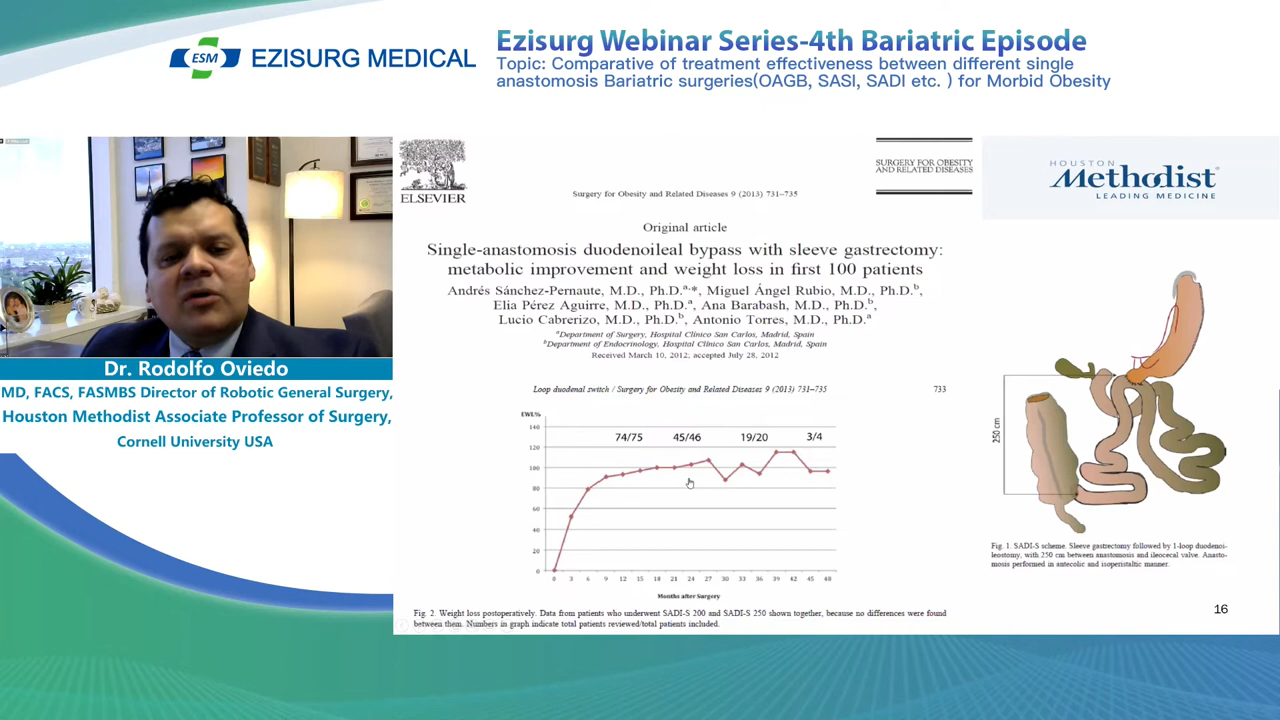 ESM
EZISURG MEDICAL
Ezisurg Webinar Series-4th Bariatric Episode
Topic: Comparative of treatment effectiveness between different single
anastomosis Bariatric surgeries(OAGB, SASI, SADI etc. ) for Morbid Obesity
Dr. Rodolfo Oviedo
MD, FACS, FASMBS Director of Robotic General Surgery,
Houston Methodist Associate Professor of Surgery,
Cornell University USA
ELSEVIER
SURGERY FOR OBESITY
AND RELATED DISEASES
Surgery for Obesity and Related Diseases 9 (2013) 731–735
HOUSTON
Methodist®
LEADING MEDICINE
Original article
Single-anastomosis duodenoileal bypass with sleeve gastrectomy:
metabolic improvement and weight loss in first 100 patients
Andrés Sánchez-Pernaute, M.D., Ph.D.a,*, Miguel Ángel Rubio, M.D., Ph.D.b,
Elia Pérez Aguirre, M.D., Ph.D.a, Ana Barabash, M.D., Ph.D.b,
Lucio Cabrerizo, M.D., Ph.D.b, Antonio Torres, M.D., Ph.D.a
aDepartment of Surgery, Hospital Clínico San Carlos, Madrid, Spain
bDepartment of Endocrinology, Hospital Clínico San Carlos, Madrid, Spain
Received March 10, 2012; accepted July 28, 2012
Loop duodenal switch / Surgery for Obesity and Related Diseases 9 (2013) 731–735 733
EWL%
140
120
100
80
60
40
20
0
74/75 45/46 19/20 3/4
0 3 6 9 12 15 18 21 24 27 30 33 36 39 42 45 48
Months after Surgery
Fig. 2. Weight loss postoperatively. Data from patients who underwent SADI-S 200 and SADI-S 250 shown together, because no differences were found
between them. Numbers in graph indicate total patients reviewed/total patients included.
250 cm
Fig. 1. SADI-S scheme. Sleeve gastrectomy followed by 1-loop duodenoi-
leostomy, with 250 cm between anastomosis and ileocecal valve. Anasto-
mosis performed in antecolic and isoperistaltic manner.
16